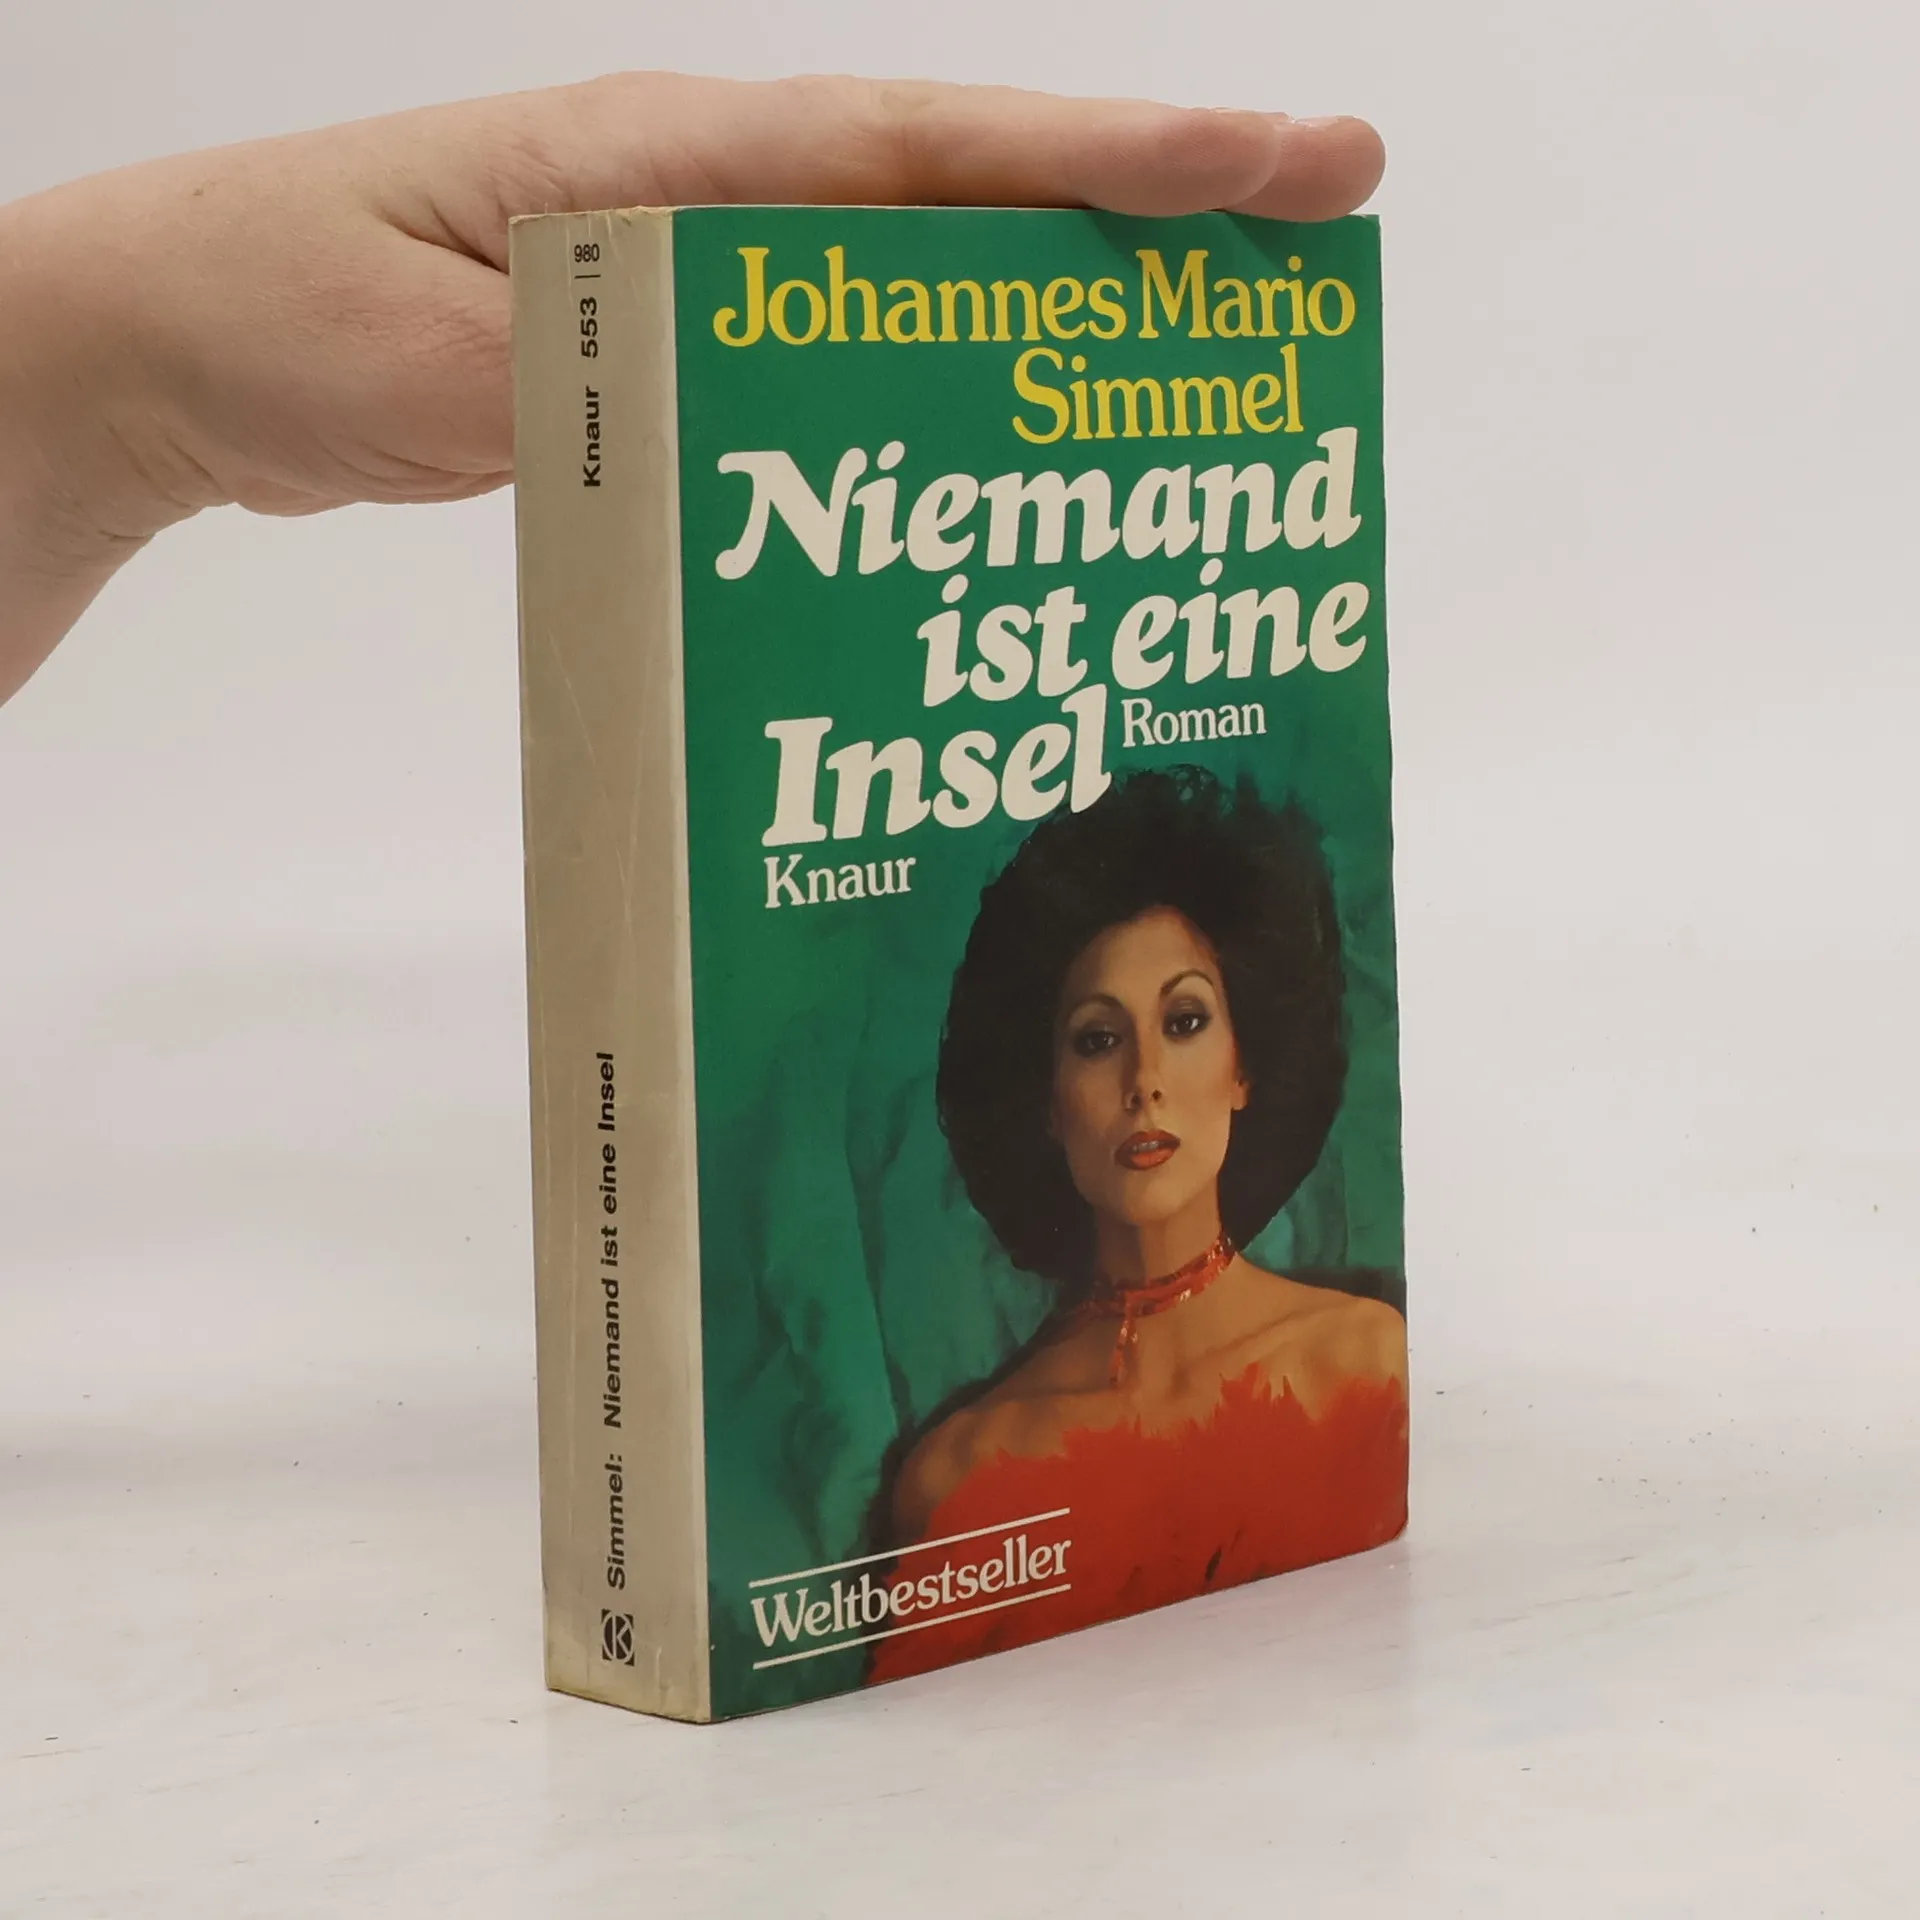 Johannes Mario
Simmel
Niemand
ist eine
Insel
Roman
Knaur
Weltbestseller
K Simmel: Niemand ist eine Insel
Knaur 553 | 980